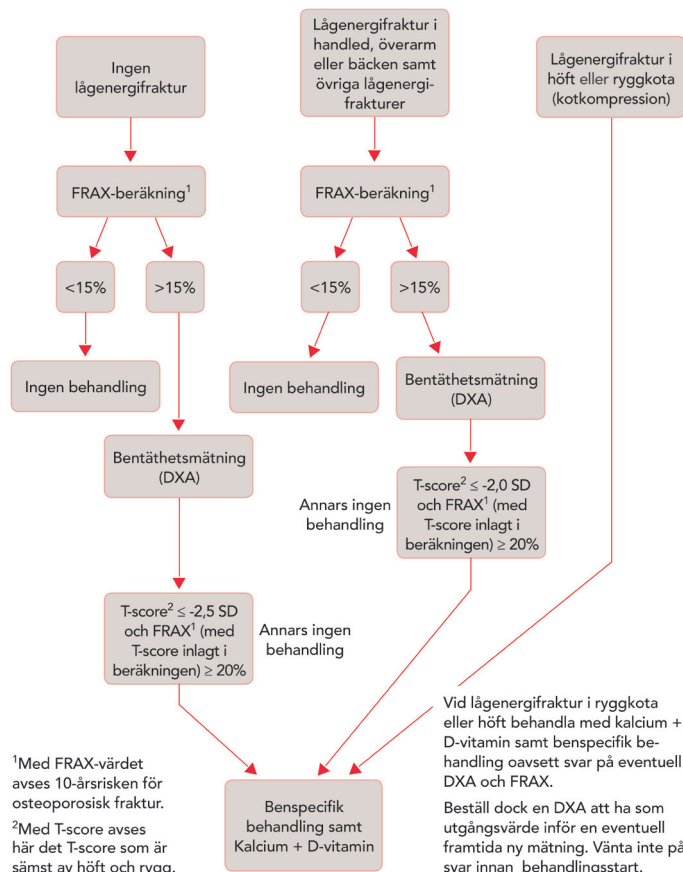 Ingen
lågenergifraktur
Lågenergifraktur i
handled, överarm
eller bäcken samt
övriga lågenergi-
frakturer
Lågenergifraktur i
höft eller ryggkota
(kotkompression)
FRAX-beräkning¹
FRAX-beräkning¹
<15%
>15%
<15%
>15%
Ingen behandling
Ingen behandling
Bentäthetsmätning
(DXA)
Bentäthetsmätning
(DXA)
Annars ingen
behandling
T-score² ≤ -2,0 SD
och FRAX¹ (med
T-score inlagt i
beräkningen) ≥ 20%
T-score² ≤ -2,5 SD
och FRAX¹ (med
T-score inlagt i
beräkningen) ≥ 20%
Annars ingen
behandling
¹Med FRAX-värdet
avses 10-årsrisken för
osteoporosisk fraktur.
²Med T-score avses
här det T-score som är
sämst av höft och rygg.
Benspecifik
behandling samt
Kalcium + D-vitamin
Vid lågenergifraktur i ryggkota
eller höft behandla med kalcium +
D-vitamin samt benspecifik be-
handling oavsett svar på eventuell
DXA och FRAX.
Beställ dock en DXA att ha som
utgångsvärde inför en eventuell
framtida ny mätning. Vänta inte på
svar innan behandlingsstart.